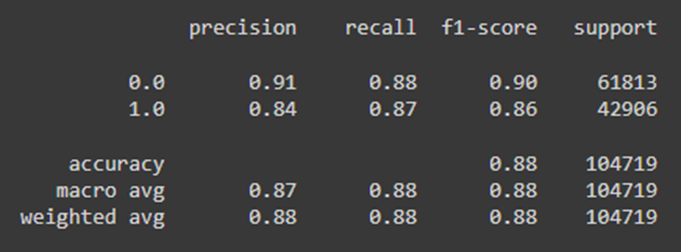 precision recall f1-score support
0.0 0.91 0.88 0.90 61813
1.0 0.84 0.87 0.86 42906
accuracy 0.88 104719
macro avg 0.87 0.88 0.88 104719
weighted avg 0.88 0.88 0.88 104719